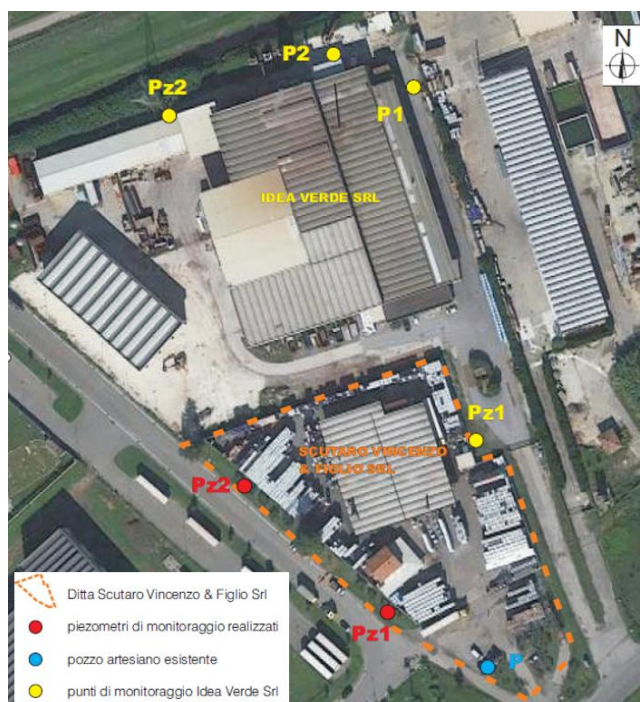 N
P2
Pz2
P1
IDEA VERDE SRL
Pz1
SCUTARO VINCENZO
& FIGLIO SRL
Pz2
Pz1
P
Ditta Scutaro Vincenzo & Figlio Srl
piezometri di monitoraggio realizzati
pozzo artesiano esistente
punti di monitoraggio Idea Verde Srl